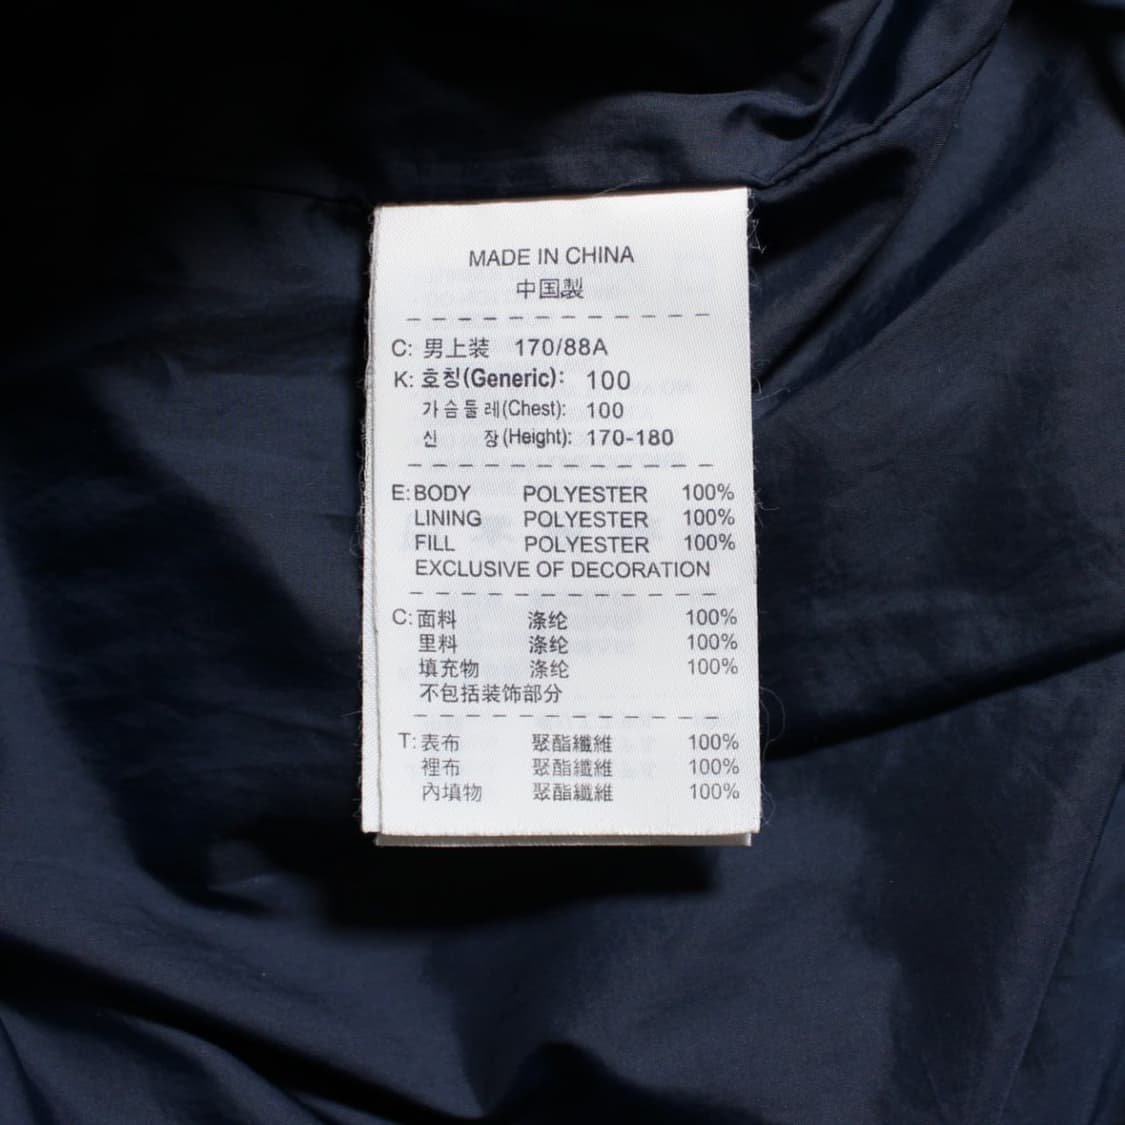 MADE IN CHINA
中国製
C: 男上装 170/88A
K: 호칭(Generic): 100
가슴둘레(Chest): 100
신 장(Height): 170-180
E: BODY POLYESTER 100%
LINING POLYESTER 100%
FILL POLYESTER 100%
EXCLUSIVE OF DECORATION
C: 面料 涤纶 100%
里料 涤纶 100%
填充物 涤纶 100%
不包括装饰部分
T: 表布 聚酯纖維 100%
裡布 聚酯纖維 100%
內填物 聚酯纖維 100%